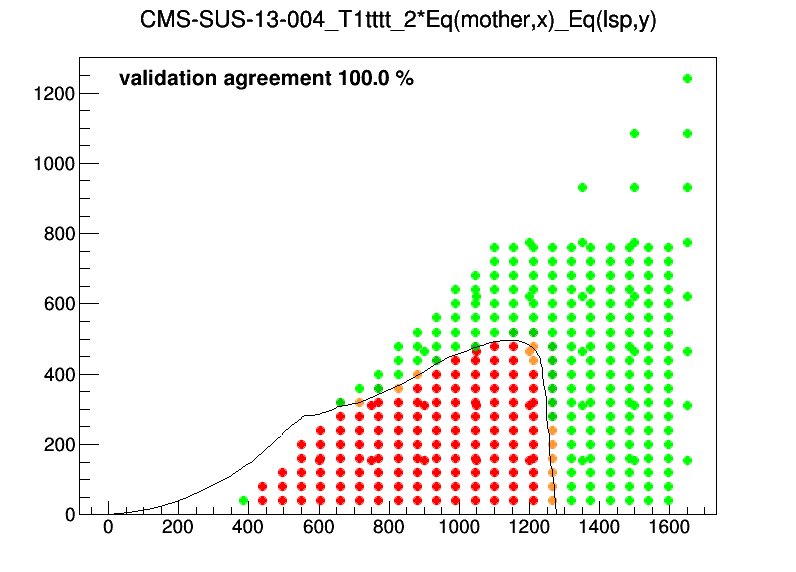 CMS-SUS-13-004_T1tttt_2*Eq(mother,x)_Eq(lsp,y)
validation agreement 100.0 %
1200
1000
800
600
400
200
0
0 200 400 600 800 1000 1200 1400 1600